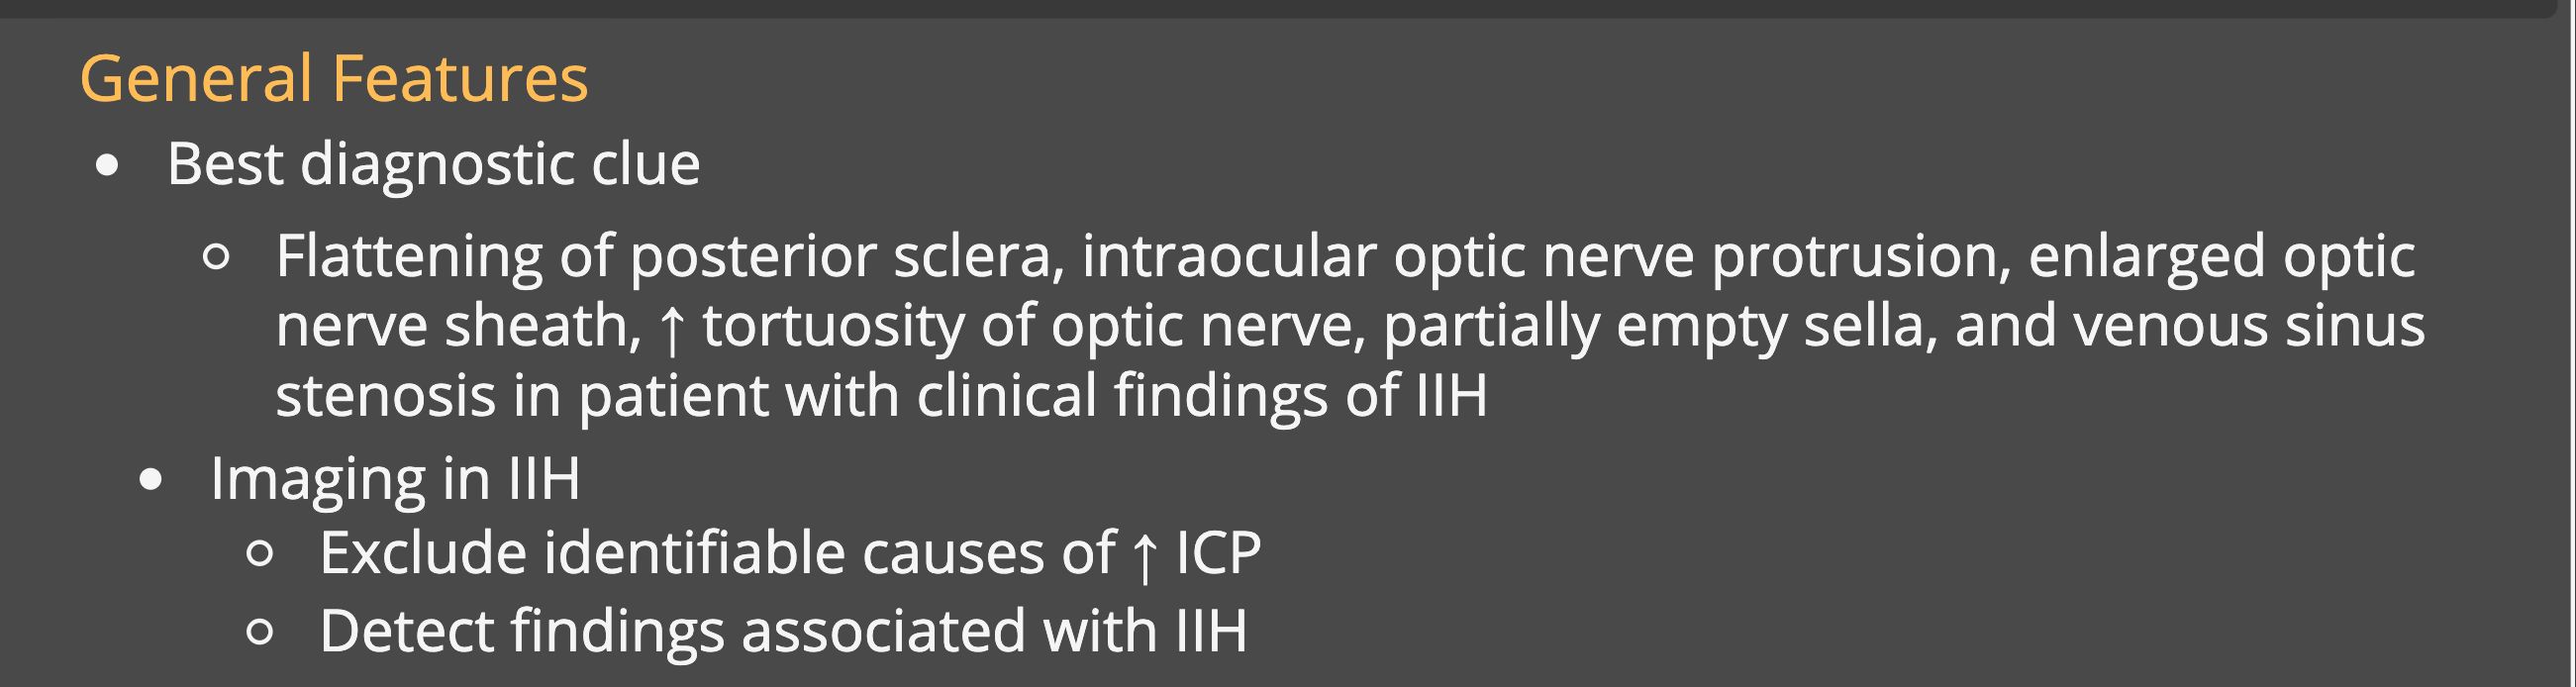 General Features
• Best diagnostic clue
○ Flattening of posterior sclera, intraocular optic nerve protrusion, enlarged optic
nerve sheath, ↑ tortuosity of optic nerve, partially empty sella, and venous sinus
stenosis in patient with clinical findings of IIH
• Imaging in IIH
○ Exclude identifiable causes of ↑ ICP
○ Detect findings associated with IIH